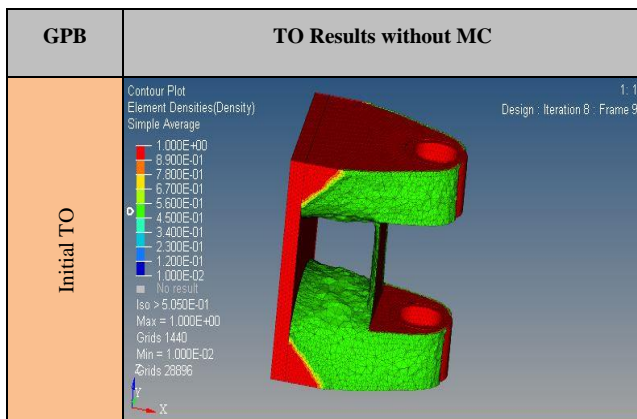 GPB
TO Results without MC
Initial TO
Contour Plot
Element Densities(Density)
Simple Average
1.000E+00
8.900E-01
7.800E-01
6.700E-01
5.600E-01
4.500E-01
3.400E-01
2.300E-01
1.200E-01
1.000E-02
No result
Iso > 5.050E-01
Max = 1.000E+00
Grids 1440
Min = 1.000E-02
Grids 28896
Z
Y
X
1: 1
Design : Iteration 8 : Frame 9